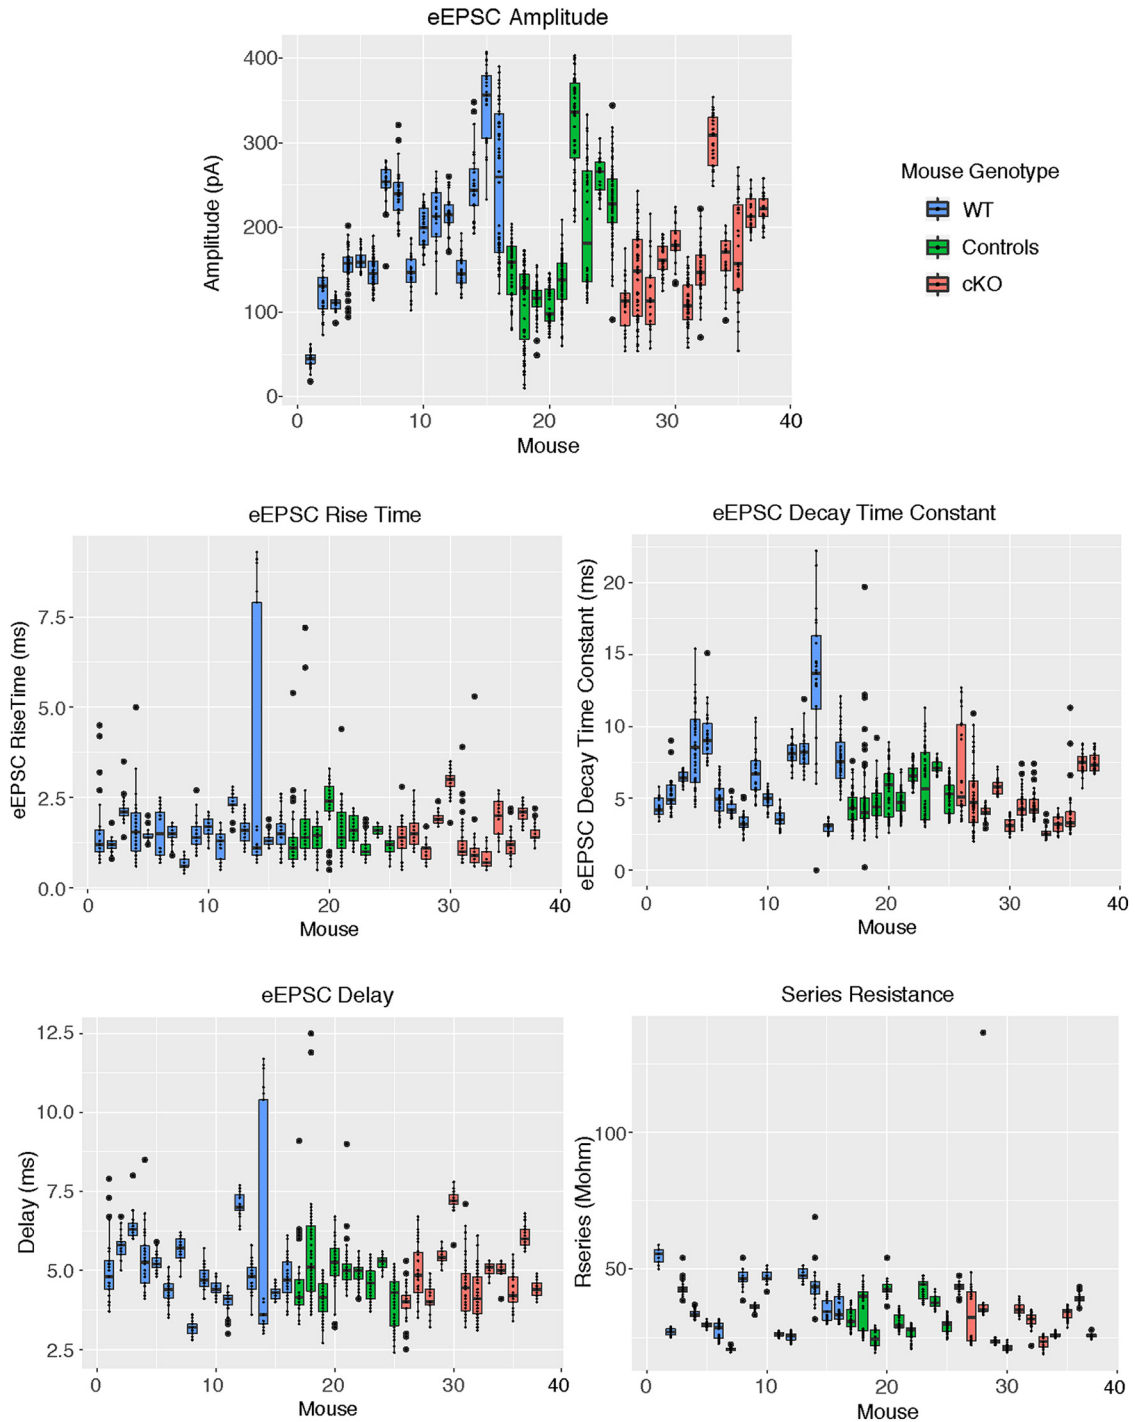 eEPSC Amplitude
400
300
200
100
0
Amplitude (pA)
0 10 20 30 40
Mouse
Mouse Genotype
WT
Controls
cKO
eEPSC Rise Time
7.5
5.0
2.5
0.0
eEPSC RiseTime (ms)
0 10 20 30 40
Mouse
eEPSC Decay Time Constant
20
15
10
5
0
eEPSC Decay Time Constant (ms)
0 10 20 30 40
Mouse
eEPSC Delay
12.5
10.0
7.5
5.0
2.5
Delay (ms)
0 10 20 30 40
Mouse
Series Resistance
100
50
Rseries (Mohm)
0 10 20 30 40
Mouse